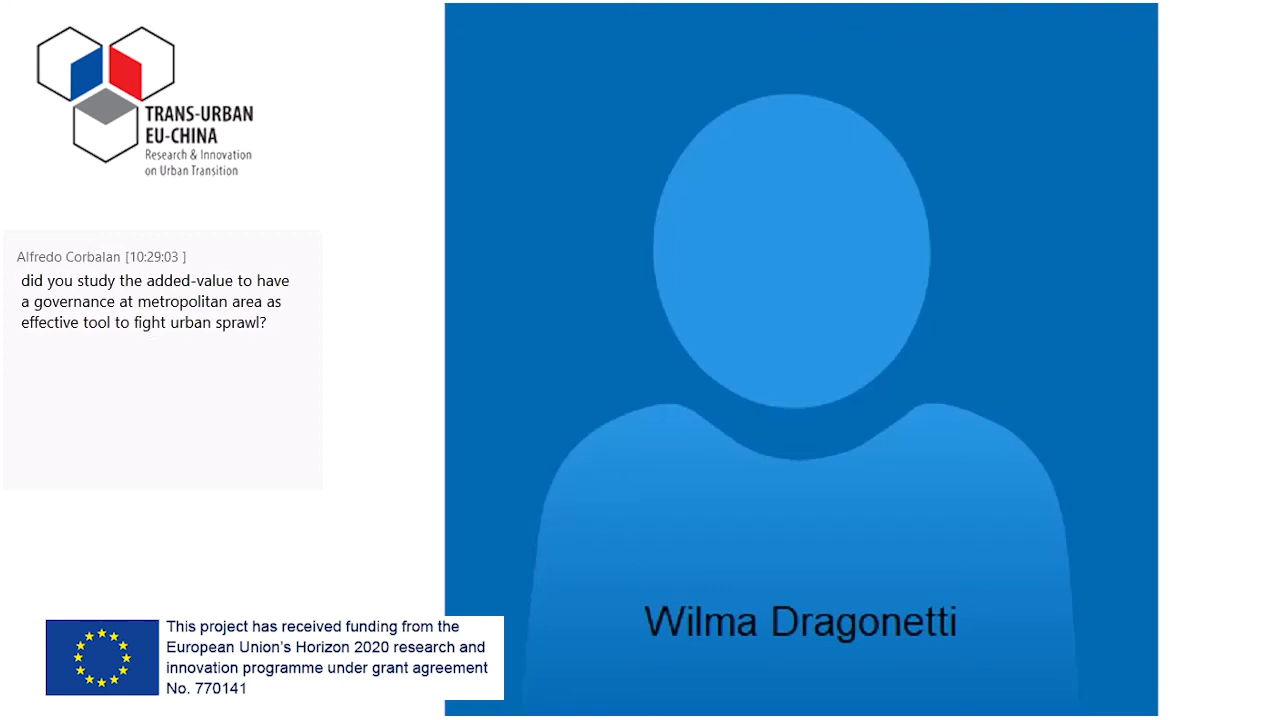 TRANS-URBAN
EU-CHINA
Research & Innovation
on Urban Transition
Alfredo Corbalan [10:29:03 ]
did you study the added-value to have
a governance at metropolitan area as
effective tool to fight urban sprawl?
Wilma Dragonetti
This project has received funding from the
European Union's Horizon 2020 research and
innovation programme under grant agreement
No. 770141